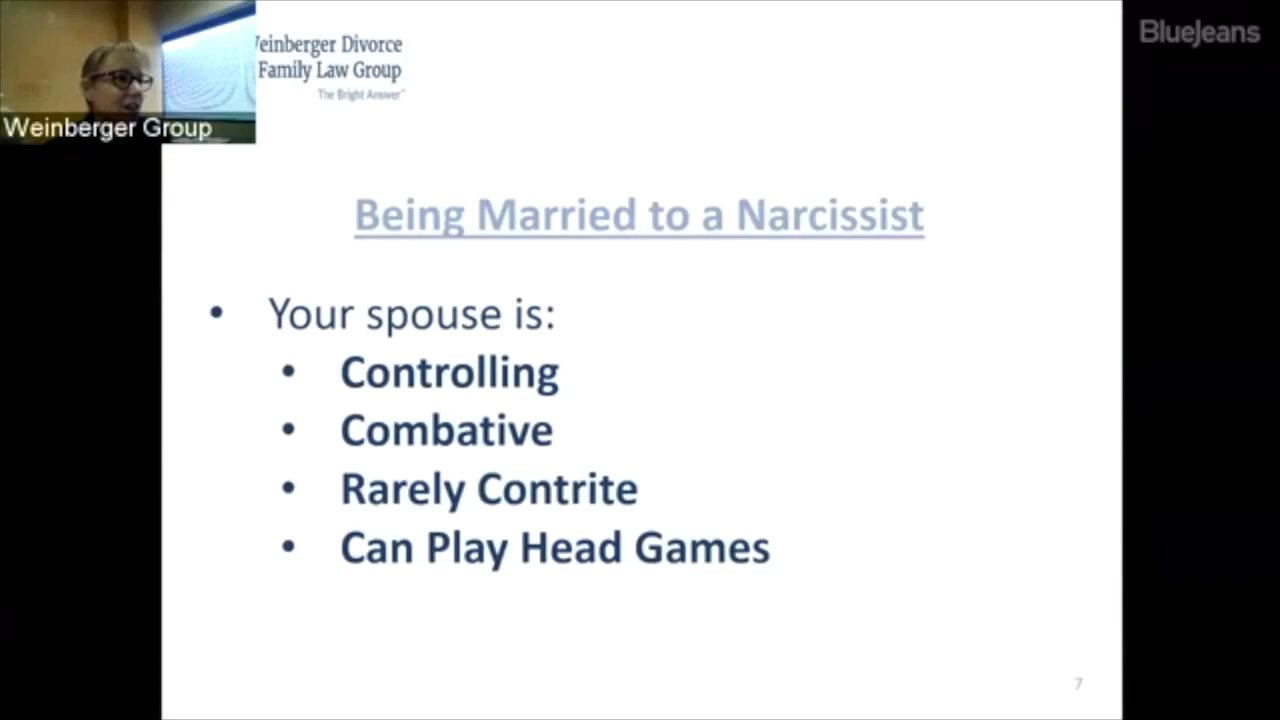 Weinberger Divorce
Family Law Group
The Bright Answer
BlueJeans
Weinberger Group
Being Married to a Narcissist
• Your spouse is:
• Controlling
• Combative
• Rarely Contrite
• Can Play Head Games
7